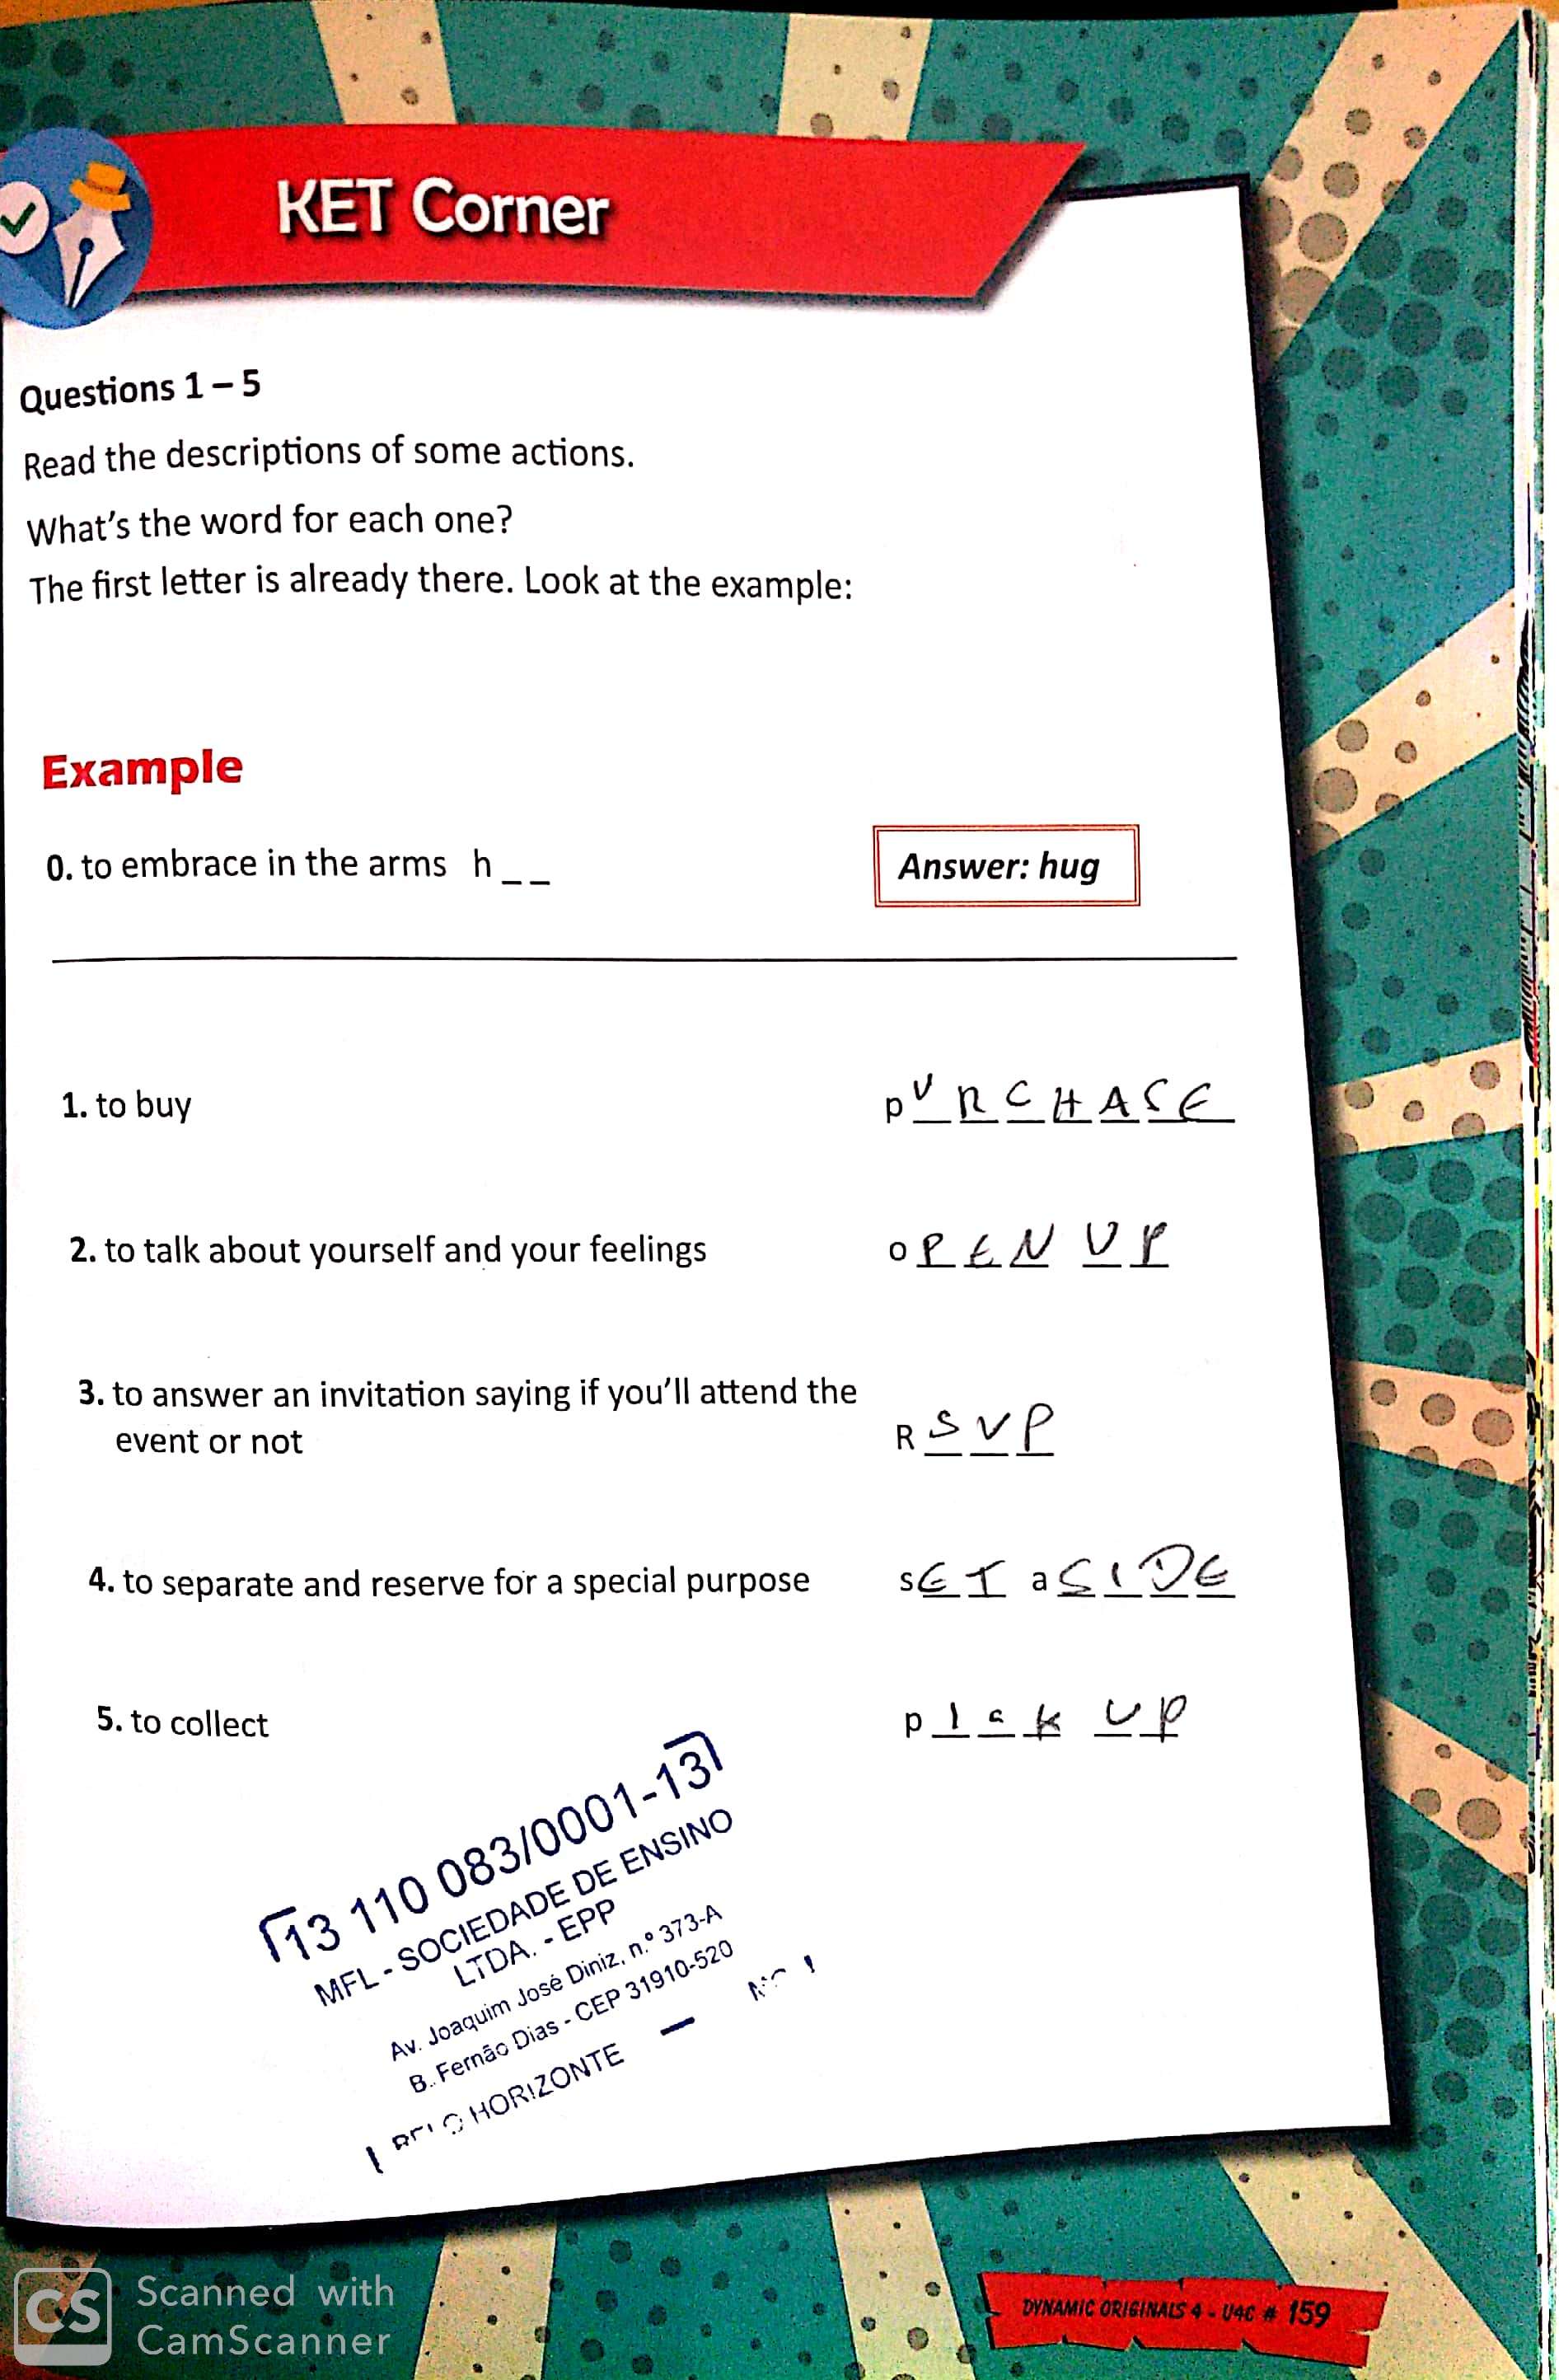 KET Corner
Questions 1 – 5
Read the descriptions of some actions.
What's the word for each one?
The first letter is already there. Look at the example:
Example
0. to embrace in the arms h _ _
Answer: hug
1. to buy pURCHASE
2. to talk about yourself and your feelings oPEN UP
3. to answer an invitation saying if you'll attend the
event or not RSVP
4. to separate and reserve for a special purpose sET aSIDE
5. to collect pick UP
13 110 083/0001-13
MFL - SOCIEDADE DE ENSINO
LTDA. - EPP
Av. Joaquim José Diniz, n.º 373-A
B. Fernão Dias - CEP 31910-520
HORIZONTE –
DYNAMIC ORIGINALS 4 - U4C # 159
CS Scanned with
CamScanner